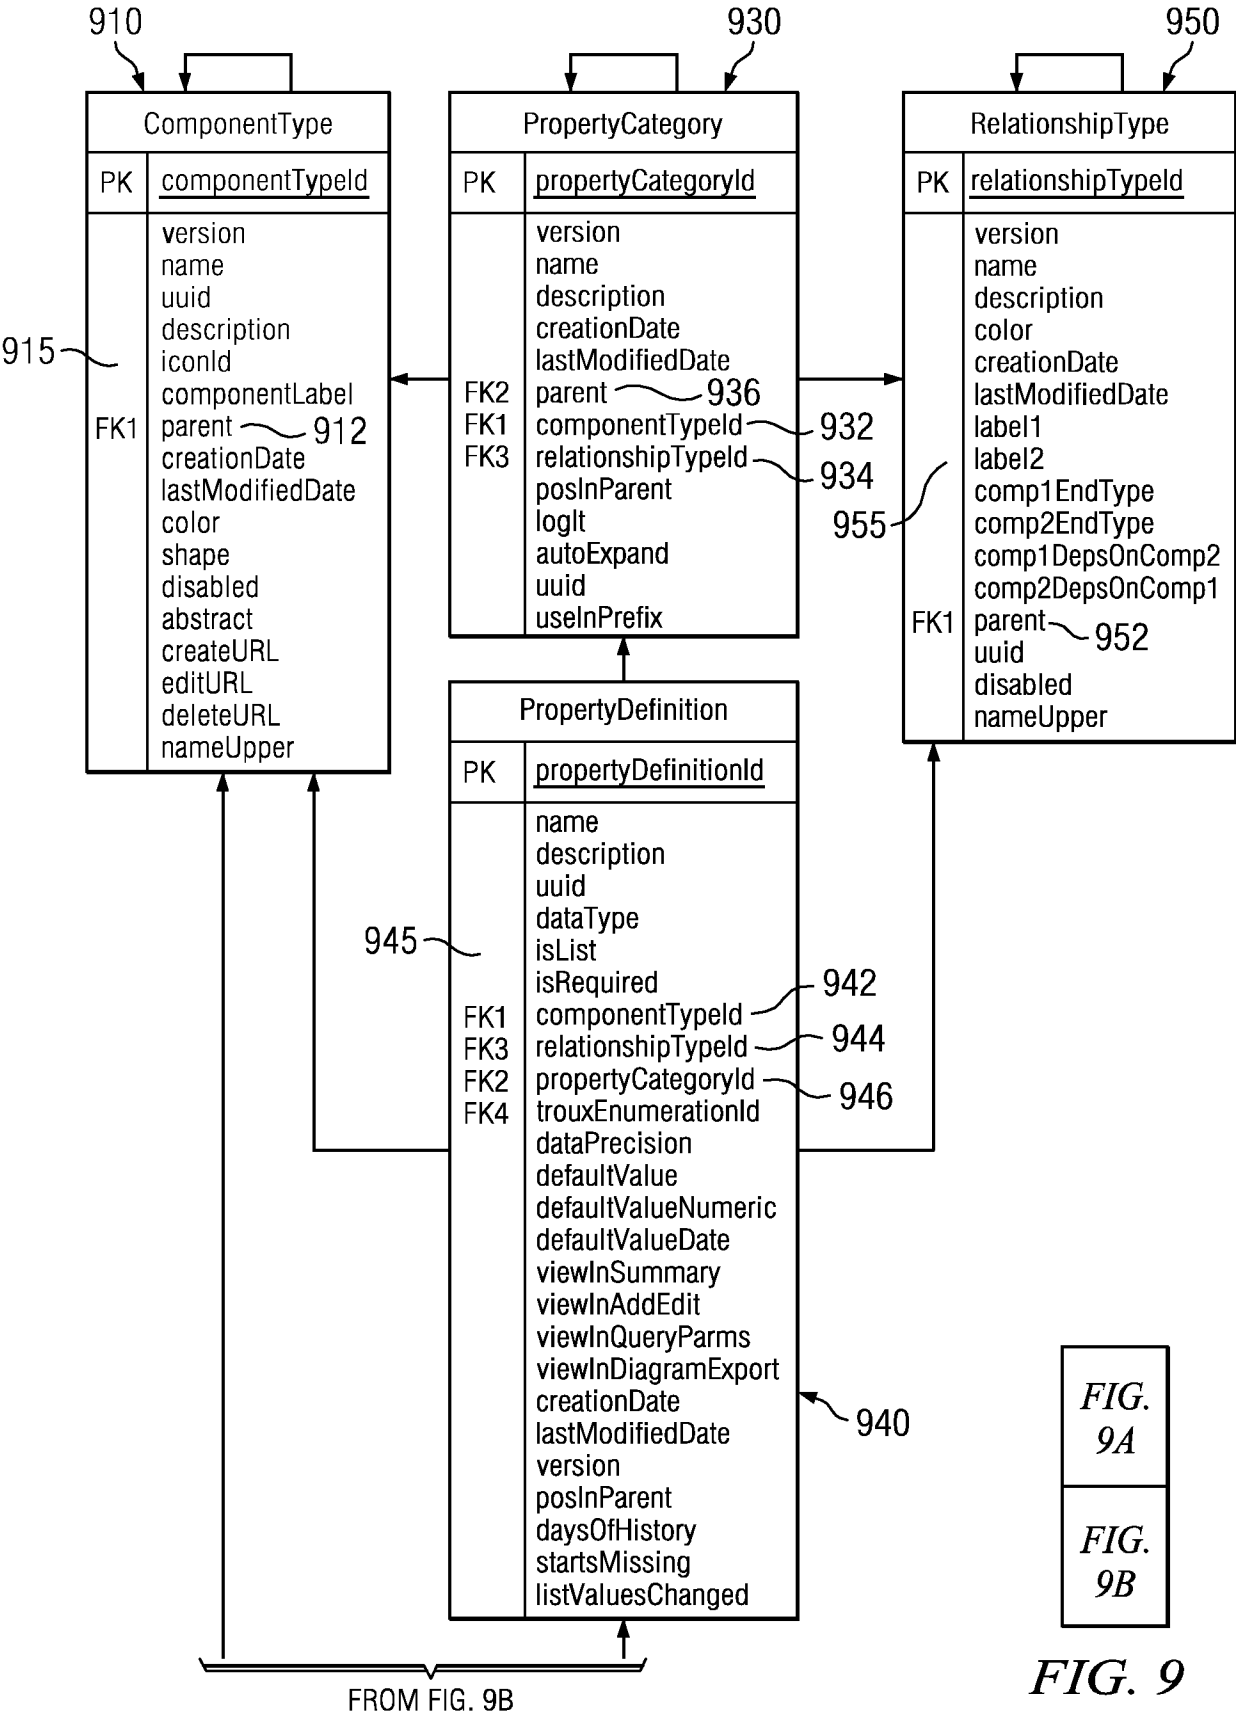 910
930
950
ComponentType
PK componentTypeId
version
name
uuid
description
915
iconId
componentLabel
FK1 parent 912
creationDate
lastModifiedDate
color
shape
disabled
abstract
createURL
editURL
deleteURL
nameUpper
PropertyCategory
PK propertyCategoryId
version
name
description
creationDate
lastModifiedDate
FK2 parent 936
FK1 componentTypeId 932
FK3 relationshipTypeId 934
posInParent
logIt
autoExpand
uuid
useInPrefix
RelationshipType
PK relationshipTypeId
version
name
description
color
creationDate
lastModifiedDate
label1
label2
955
comp1EndType
comp2EndType
comp1DepsOnComp2
comp2DepsOnComp1
FK1 parent 952
uuid
disabled
nameUpper
PropertyDefinition
PK propertyDefinitionId
name
description
uuid
dataType
945
isList
isRequired
FK1 componentTypeId 942
FK3 relationshipTypeId 944
FK2 propertyCategoryId 946
FK4 trouxEnumerationId
dataPrecision
defaultValue
defaultValueNumeric
defaultValueDate
viewInSummary
viewInAddEdit
viewInQueryParms
viewInDiagramExport
creationDate
940
lastModifiedDate
version
posInParent
daysOfHistory
startsMissing
listValuesChanged
FROM FIG. 9B
FIG.
9A
FIG.
9B
FIG. 9